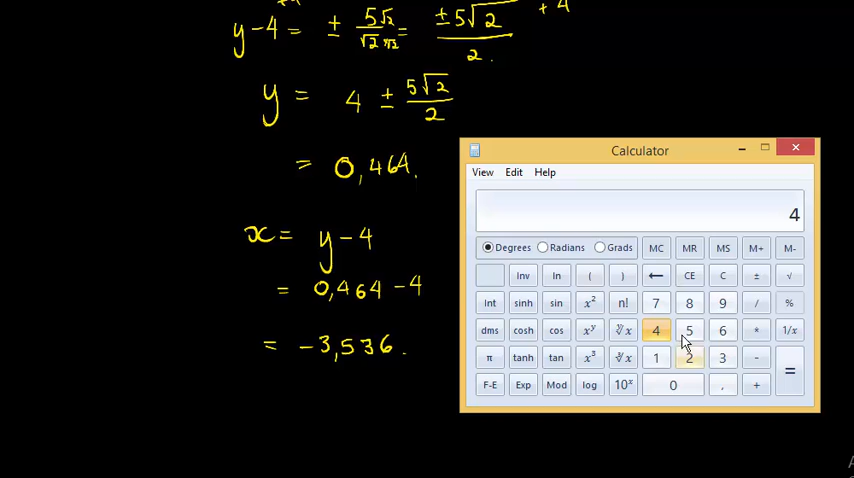 +4
y-4 = ± 5√2 / √2 √2 = ±5√2 / 2 . +4
y = 4 ± 5√2 / 2
= 0,464.
x = y-4
= 0,464 -4
= -3,536.
Calculator
View Edit Help
4
Degrees Radians Grads MC MR MS M+ M-
Inv ln ( ) ← CE C ± √
Int sinh sin x² n! 7 8 9 / %
dms cosh cos xʸ ʸ√x 4 5 6 * 1/x
π tanh tan x³ ³√x 1 2 3 - =
F-E Exp Mod log 10ˣ 0 , +